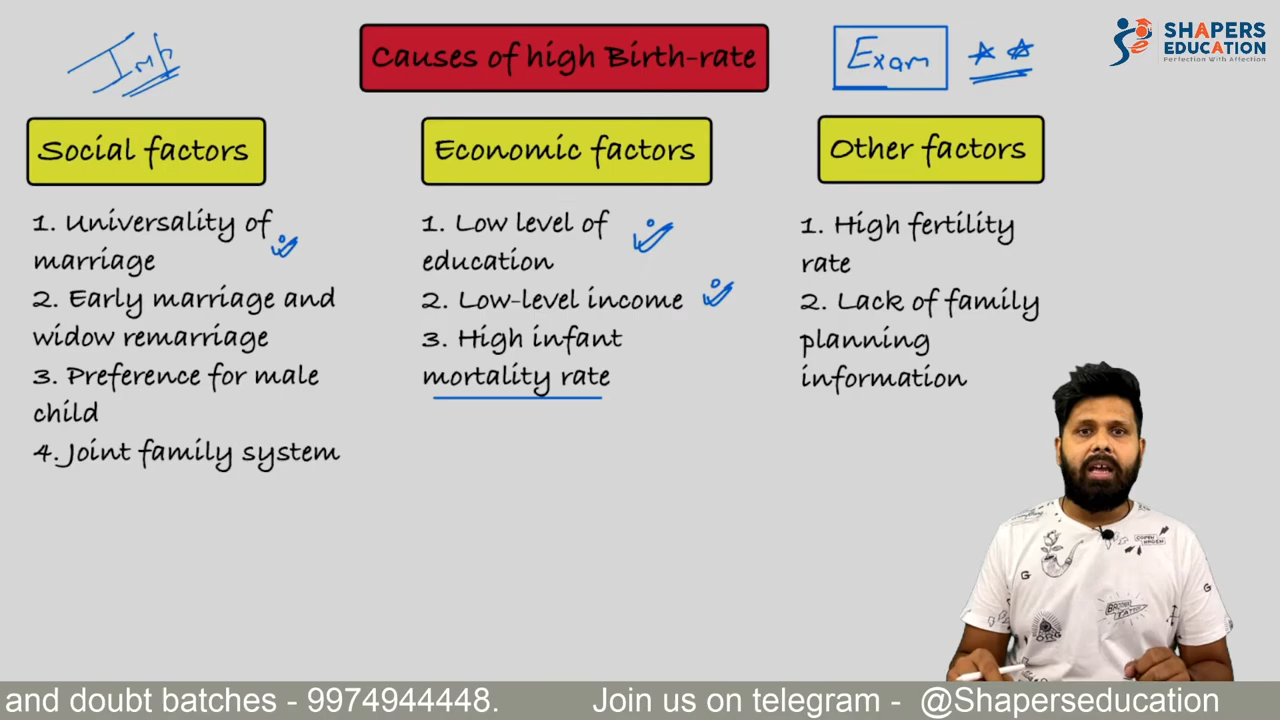 Imp
Causes of high Birth-rate
Exam
SHAPERS
EDUCATION
Perfection With Affection
Social factors
1. Universality of
marriage
2. Early marriage and
widow remarriage
3. Preference for male
child
4. Joint family system
Economic factors
1. Low level of
education
2. Low-level income
3. High infant
mortality rate
Other factors
1. High fertility
rate
2. Lack of family
planning
information
and doubt batches - 9974944448. Join us on telegram - @Shaperseducation